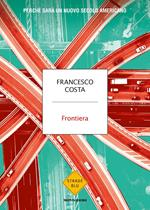 PERCHÉ SARÀ UN NUOVO SECOLO AMERICANO
FRANCESCO
COSTA
Frontiera
STRADE
BLU
MONDADORI